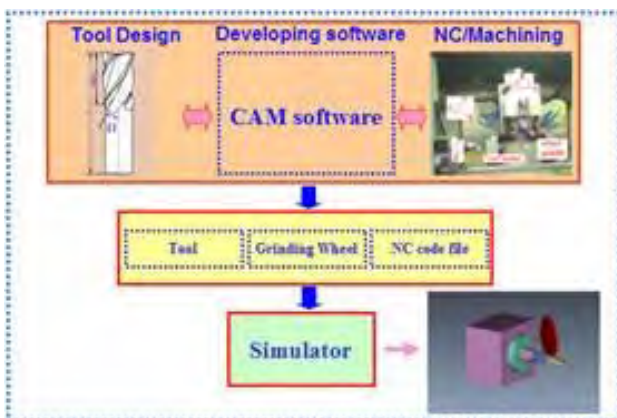 Tool Design
Developing software
NC/Machining
CAM software
Tool
Grinding Wheel
NC code file
Simulator